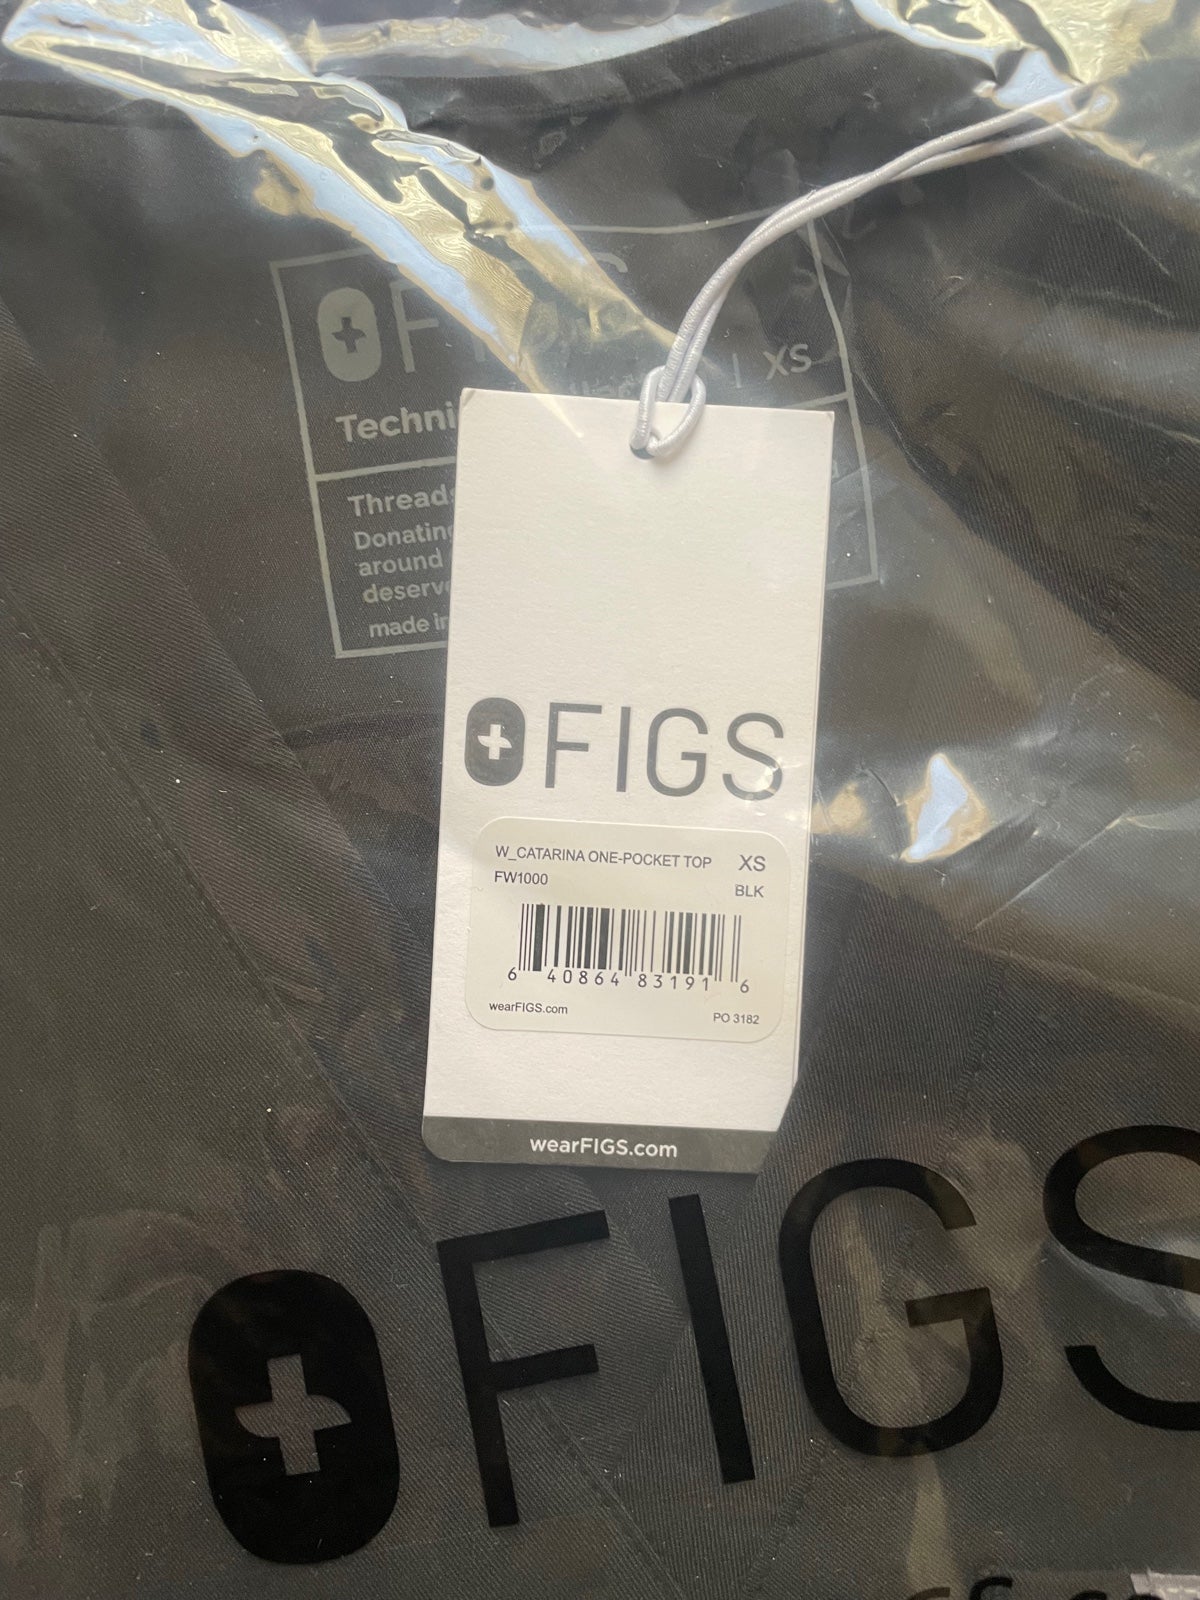 FIGS
XS
Techni
Threads
Donating
around
deserve
made in
FIGS
W_CATARINA ONE-POCKET TOP XS
FW1000 BLK
6 40864 83191 6
wearFIGS.com PO 3182
wearFIGS.com
FIGS